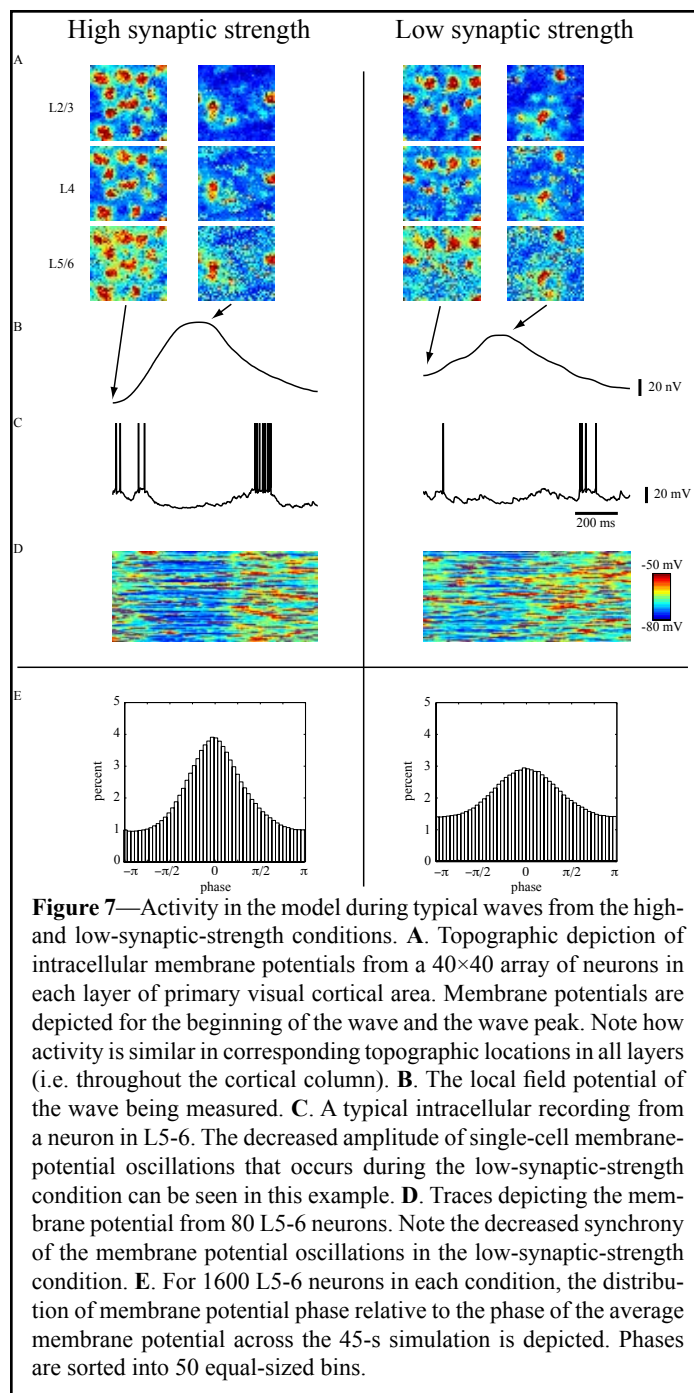 High synaptic strength
Low synaptic strength
A
L2/3
L4
L5/6
B
20 nV
C
20 mV
200 ms
D
-50 mV
-80 mV
E
5
4
3
2
1
0
percent
−π
−π/2
0
π/2
π
phase
5
4
3
2
1
0
percent
−π
−π/2
0
π/2
π
phase
Figure 7—Activity in the model during typical waves from the high-
and low-synaptic-strength conditions. A. Topographic depiction of
intracellular membrane potentials from a 40×40 array of neurons in
each layer of primary visual cortical area. Membrane potentials are
depicted for the beginning of the wave and the wave peak. Note how
activity is similar in corresponding topographic locations in all layers
(i.e. throughout the cortical column). B. The local field potential of
the wave being measured. C. A typical intracellular recording from
a neuron in L5-6. The decreased amplitude of single-cell membrane-
potential oscillations that occurs during the low-synaptic-strength
condition can be seen in this example. D. Traces depicting the mem-
brane potential from 80 L5-6 neurons. Note the decreased synchrony
of the membrane potential oscillations in the low-synaptic-strength
condition. E. For 1600 L5-6 neurons in each condition, the distribu-
tion of membrane potential phase relative to the phase of the average
membrane potential across the 45-s simulation is depicted. Phases
are sorted into 50 equal-sized bins.